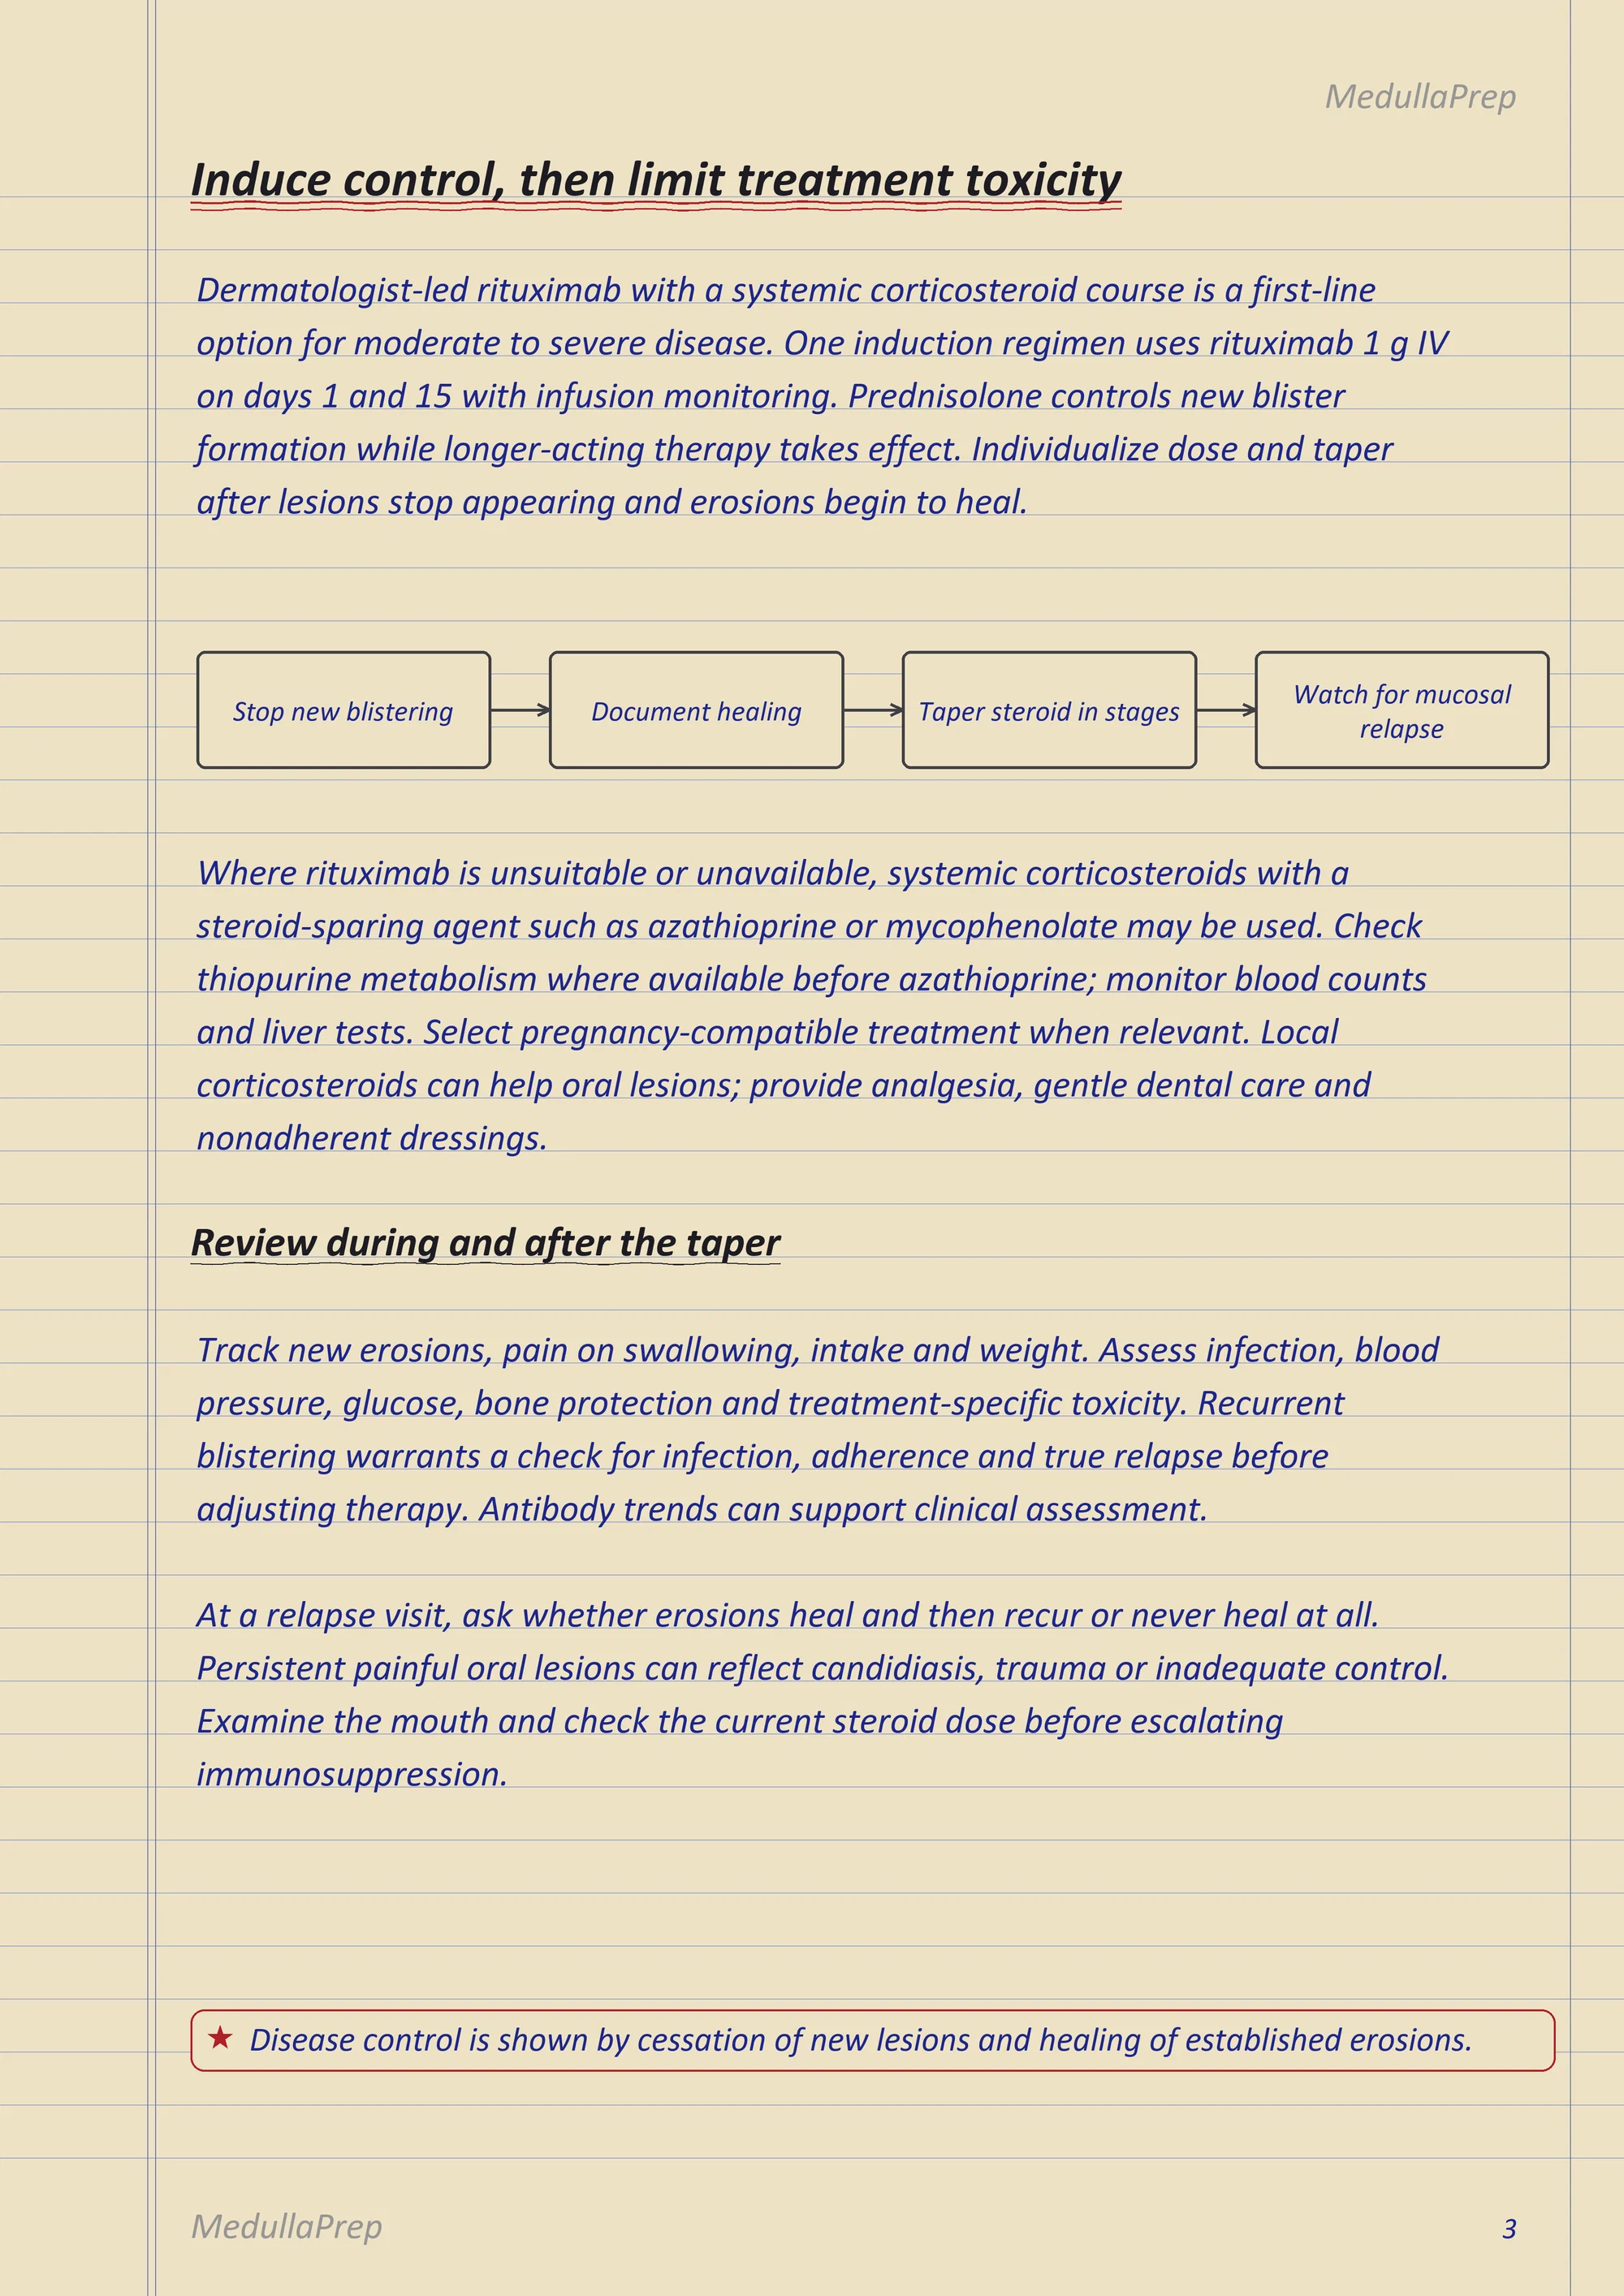 MedullaPrep
Induce control, then limit treatment toxicity
Dermatologist-led rituximab with a systemic corticosteroid course is a first-line
option for moderate to severe disease. One induction regimen uses rituximab 1 g IV
on days 1 and 15 with infusion monitoring. Prednisolone controls new blister
formation while longer-acting therapy takes effect. Individualize dose and taper
after lesions stop appearing and erosions begin to heal.
Stop new blistering
Document healing
Taper steroid in stages
Watch for mucosal
relapse
Where rituximab is unsuitable or unavailable, systemic corticosteroids with a
steroid-sparing agent such as azathioprine or mycophenolate may be used. Check
thiopurine metabolism where available before azathioprine; monitor blood counts
and liver tests. Select pregnancy-compatible treatment when relevant. Local
corticosteroids can help oral lesions; provide analgesia, gentle dental care and
nonadherent dressings.
Review during and after the taper
Track new erosions, pain on swallowing, intake and weight. Assess infection, blood
pressure, glucose, bone protection and treatment-specific toxicity. Recurrent
blistering warrants a check for infection, adherence and true relapse before
adjusting therapy. Antibody trends can support clinical assessment.
At a relapse visit, ask whether erosions heal and then recur or never heal at all.
Persistent painful oral lesions can reflect candidiasis, trauma or inadequate control.
Examine the mouth and check the current steroid dose before escalating
immunosuppression.
★ Disease control is shown by cessation of new lesions and healing of established erosions.
MedullaPrep
3